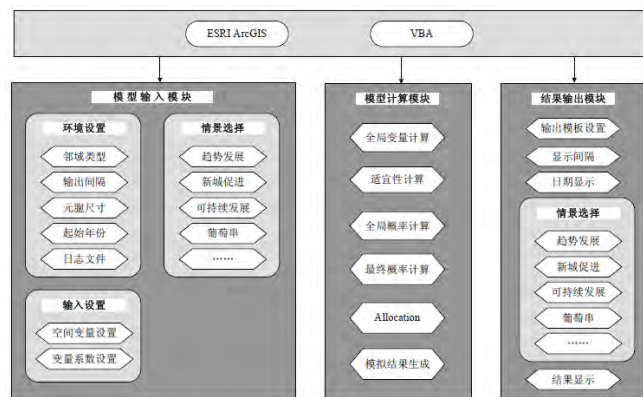 ESRI ArcGIS
VBA
模型输入模块
环境设置
邻域类型
输出间隔
元胞尺寸
起始年份
日志文件
情景选择
趋势发展
新城促进
可持续发展
葡萄串
……
输入设置
空间变量设置
变量系数设置
模型计算模块
全局变量计算
适宜性计算
全局概率计算
最终概率计算
Allocation
模拟结果生成
结果输出模块
输出模板设置
显示间隔
日期显示
情景选择
趋势发展
新城促进
可持续发展
葡萄串
……
结果显示